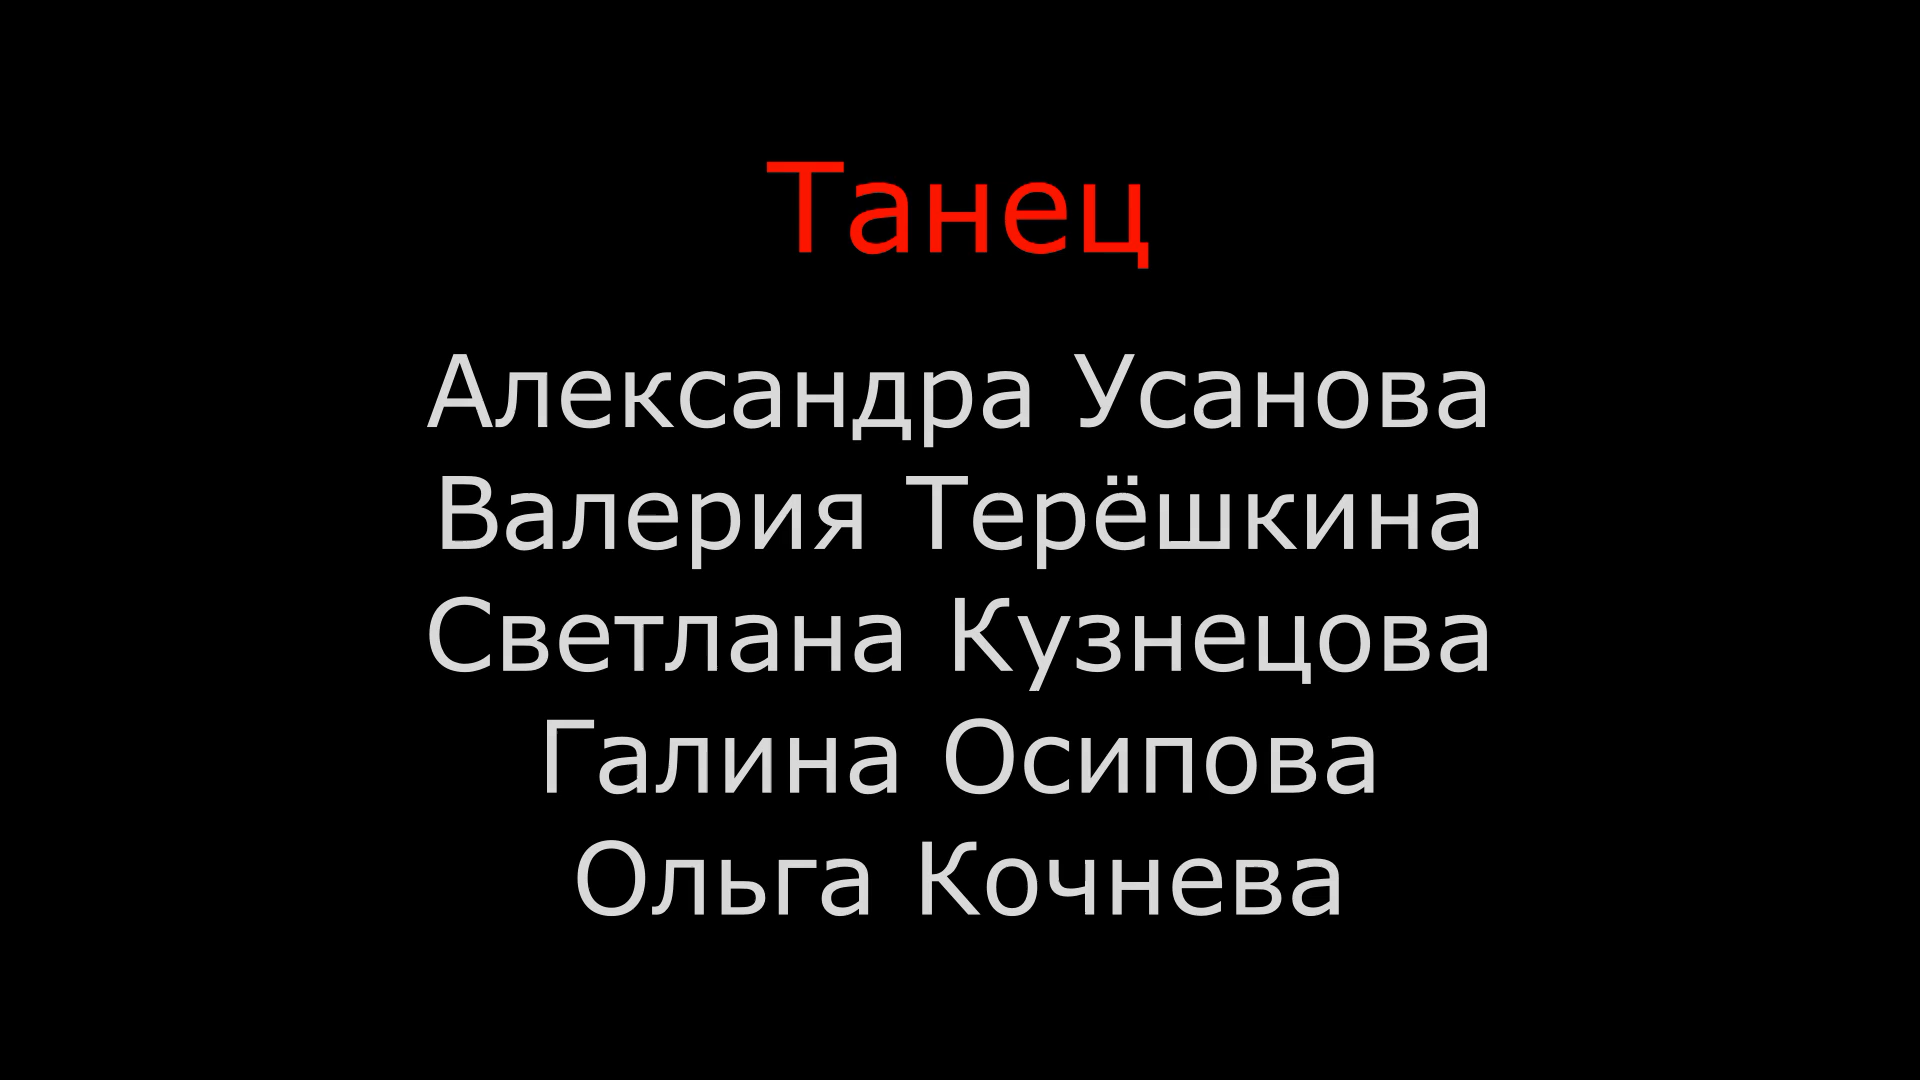 Танец
Александра Усанова
Валерия Терёшкина
Светлана Кузнецова
Галина Осипова
Ольга Кочнева